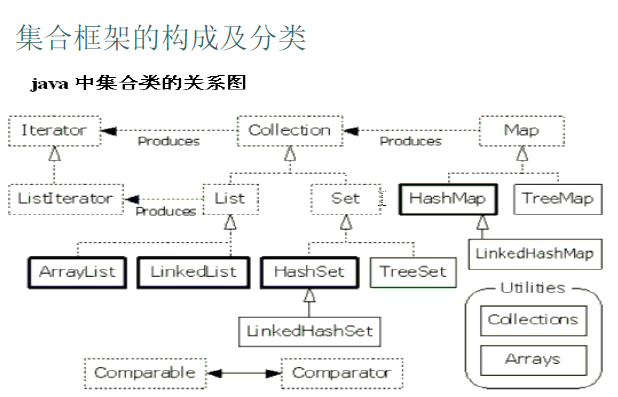 集合框架的构成及分类
java 中集合类的关系图
Iterator Produces Collection Produces Map
ListIterator Produces List Set HashMap TreeMap
LinkedHashMap
ArrayList LinkedList HashSet TreeSet
Utilities
Collections
LinkedHashSet
Arrays
Comparable Comparator